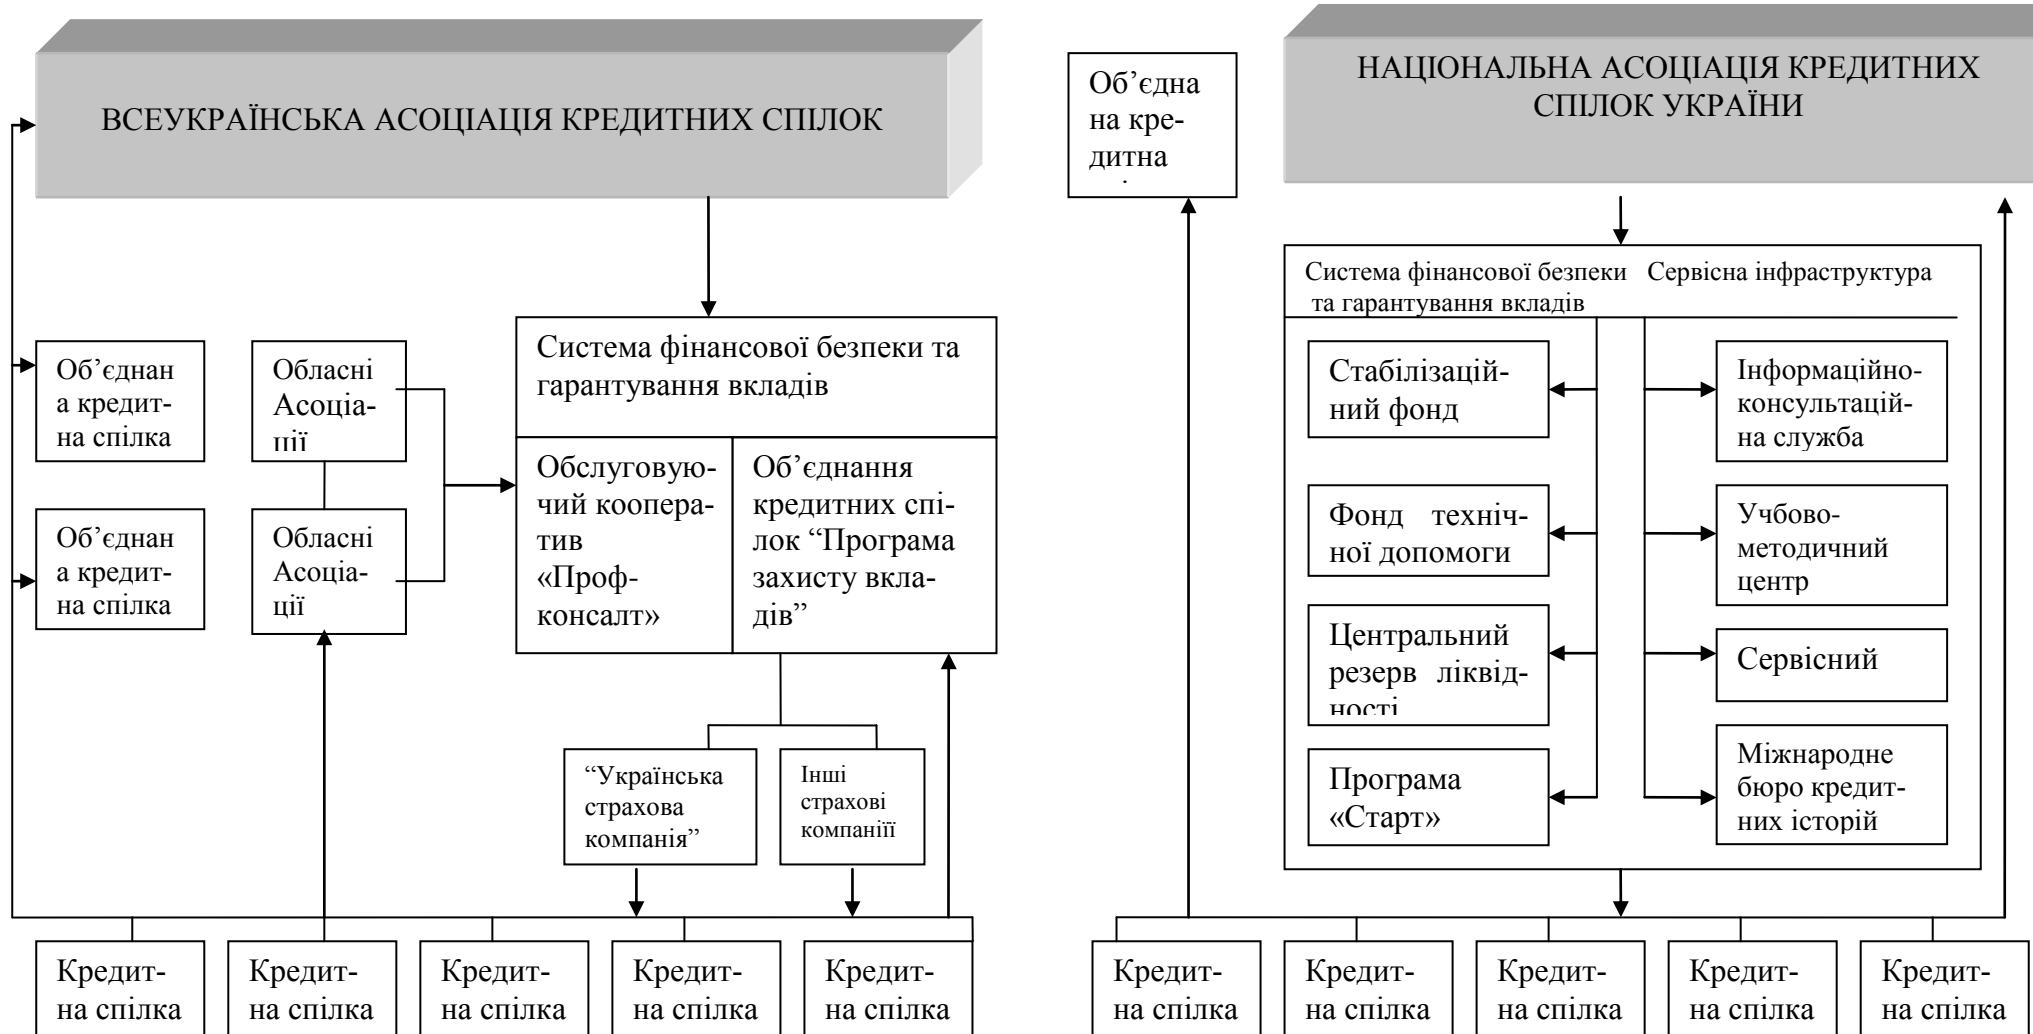 ВСЕУКРАЇНСЬКА АСОЦІАЦІЯ КРЕДИТНИХ СПІЛОК
Об’єднан
а кредит-
на спілка
Об’єднан
а кредит-
на спілка
Обласні
Асоціа-
ції
Обласні
Асоціа-
ції
Система фінансової безпеки та
гарантування вкладів
Обслуговую-
чий коопера-
тив
«Проф-
консалт»
Об’єднання
кредитних спі-
лок “Програма
захисту вкла-
дів”
“Українська
страхова
компанія”
Інші
страхові
компаніїї
Кредит-
на спілка
Кредит-
на спілка
Кредит-
на спілка
Кредит-
на спілка
Кредит-
на спілка
Об’єдна
на кре-
дитна
НАЦІОНАЛЬНА АСОЦІАЦІЯ КРЕДИТНИХ
СПІЛОК УКРАЇНИ
Система фінансової безпеки
та гарантування вкладів
Сервісна інфраструктура
Стабілізацій-
ний фонд
Фонд техніч-
ної допомоги
Центральний
резерв ліквід-
ності
Програма
«Старт»
Інформаційно-
консультацій-
на служба
Учбово-
методичний
центр
Сервісний
Міжнародне
бюро кредит-
них історій
Кредит-
на спілка
Кредит-
на спілка
Кредит-
на спілка
Кредит-
на спілка
Кредит-
на спілка